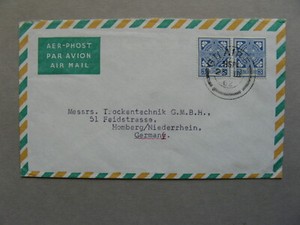 AER-PHOST
PAR AVION
AIR MAIL
Messrs. Trockentechnik G.M.B.H.,
51 Feldstrasse,
Homberg/Niederrhein.
Germany.